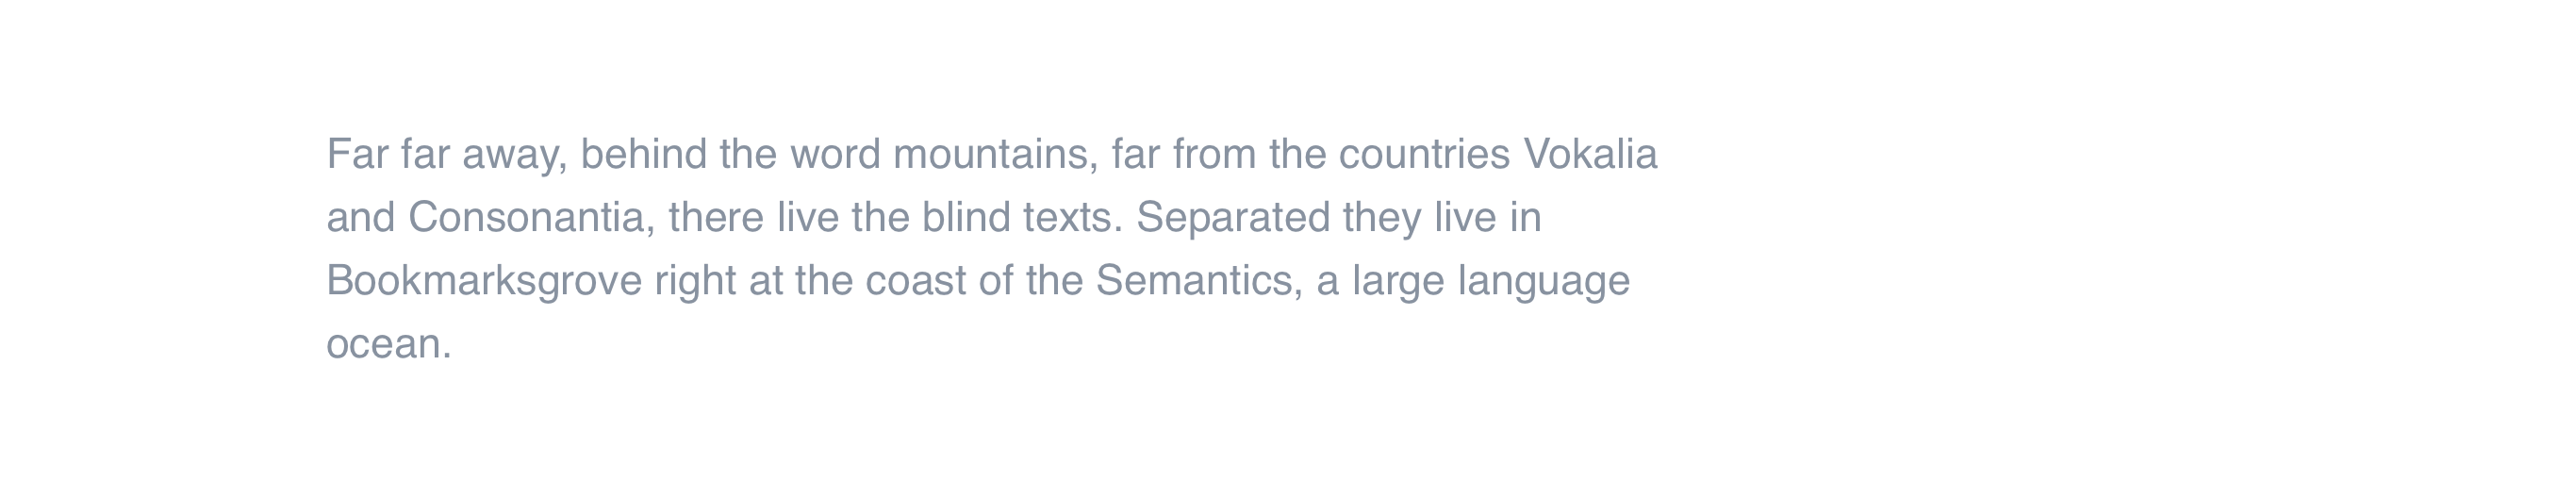 Far far away, behind the word mountains, far from the countries Vokalia
and Consonantia, there live the blind texts. Separated they live in
Bookmarksgrove right at the coast of the Semantics, a large language
ocean.